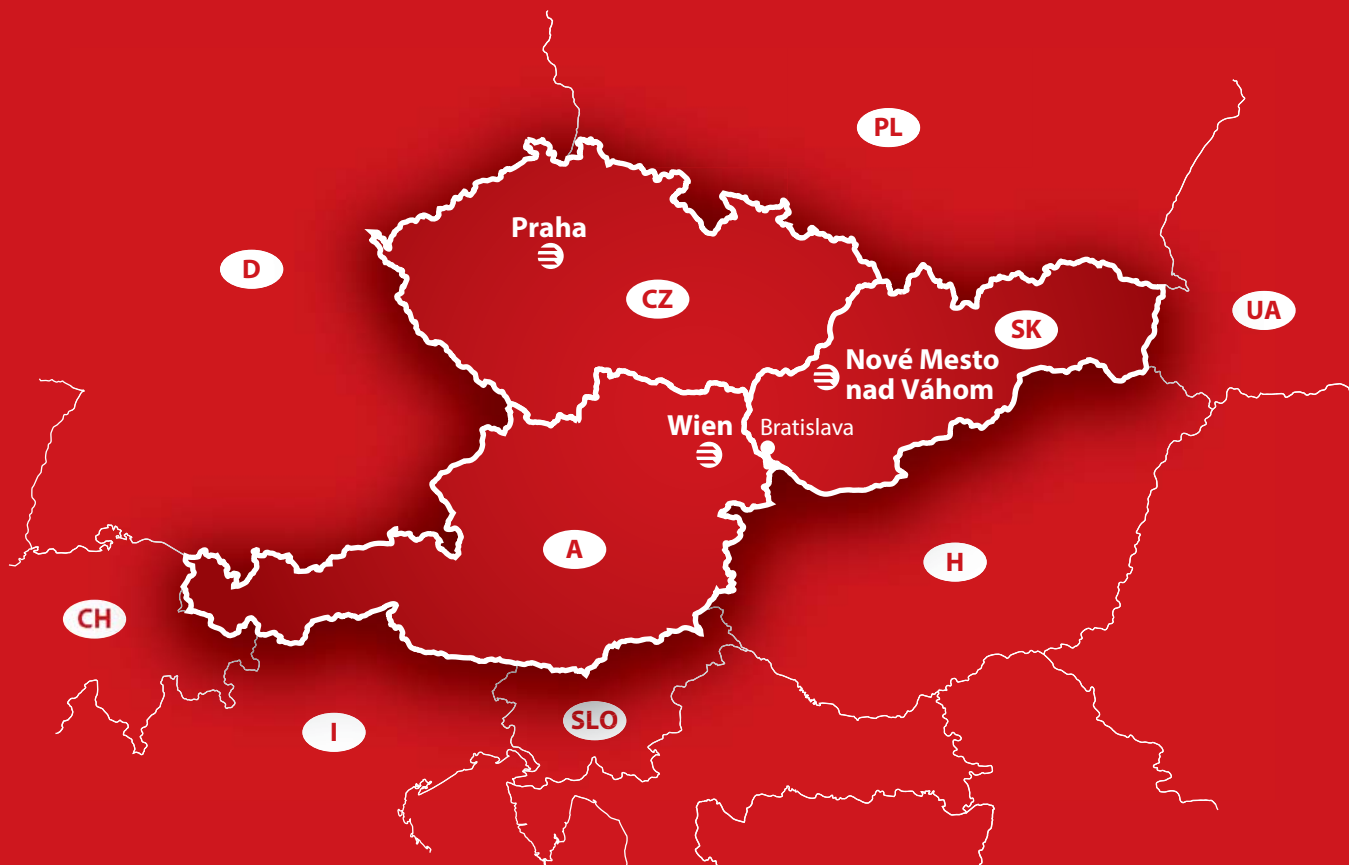 PL
Praha
D
CZ
UA
SK
Nové Mesto
nad Váhom
Wien
Bratislava
A
H
CH
SLO
I